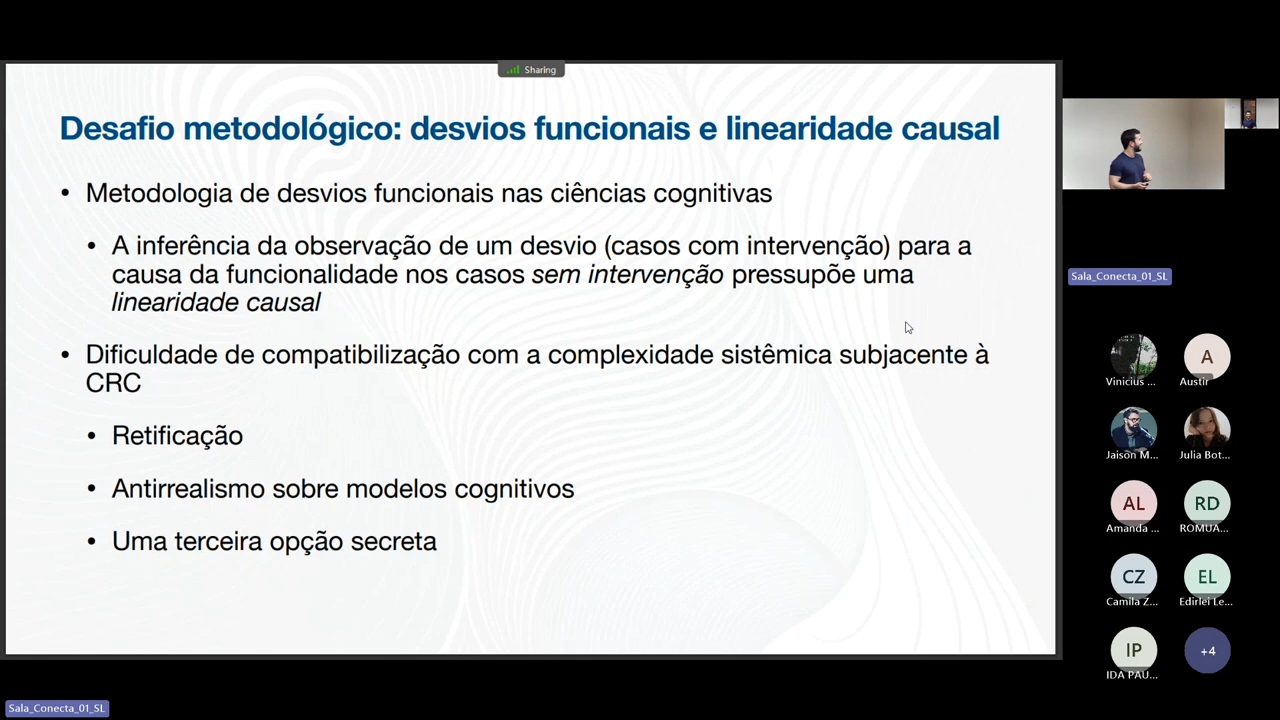 Sharing
Desafio metodológico: desvios funcionais e linearidade causal
• Metodologia de desvios funcionais nas ciências cognitivas
• A inferência da observação de um desvio (casos com intervenção) para a
causa da funcionalidade nos casos sem intervenção pressupõe uma
linearidade causal
• Dificuldade de compatibilização com a complexidade sistêmica subjacente à
CRC
• Retificação
• Antirrealismo sobre modelos cognitivos
• Uma terceira opção secreta
Sala_Conecta_01_SL
Vinicius ...
A
Austir
Jaison M...
Julia Bot...
AL
Amanda ...
RD
ROMUA...
CZ
Camila Z...
EL
Edirlei Le...
IP
IDA PAU...
+4
Sala_Conecta_01_SL